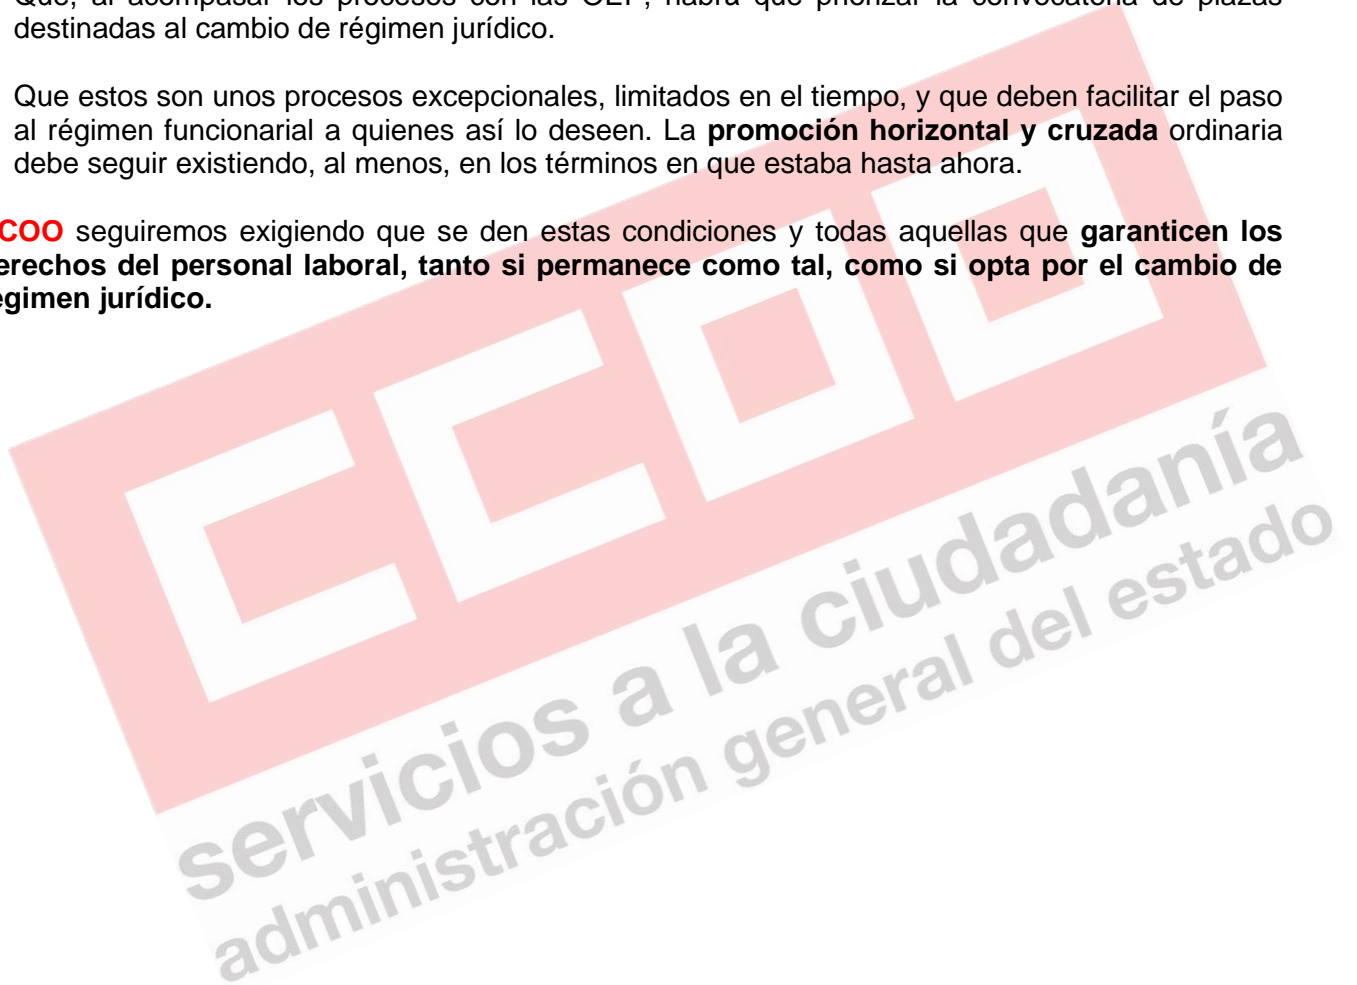 destinadas al cambio de régimen jurídico.
Que estos son unos procesos excepcionales, limitados en el tiempo, y que deben facilitar el paso
al régimen funcionarial a quienes así lo deseen. La promoción horizontal y cruzada ordinaria
debe seguir existiendo, al menos, en los términos en que estaba hasta ahora.
COO seguiremos exigiendo que se den estas condiciones y todas aquellas que garanticen los
erechos del personal laboral, tanto si permanece como tal, como si opta por el cambio de
égimen jurídico.
CCOO
servicios a la ciudadanía
administración general del estado